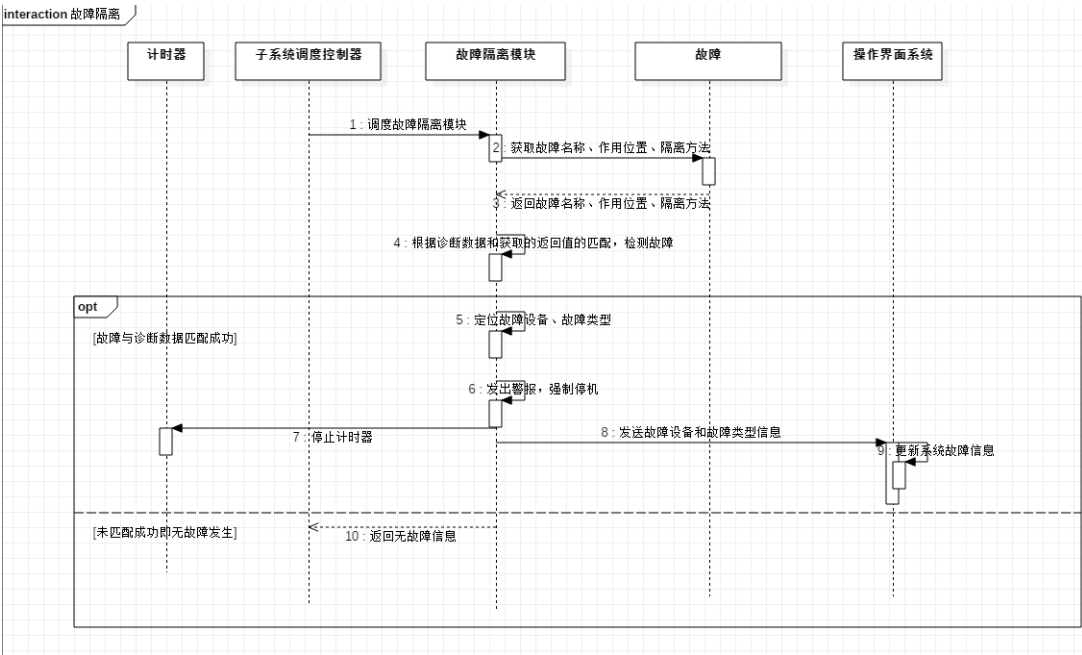 interaction 故障隔离
计时器
子系统调度控制器
故障隔离模块
故障
操作界面系统
1 : 调度故障隔离模块
2 : 获取故障名称、作用位置、隔离方法
3 : 返回故障名称、作用位置、隔离方法
4 : 根据诊断数据和获取的返回值的匹配，检测故障
opt
5 : 定位故障设备、故障类型
[故障与诊断数据匹配成功]
6 : 发出警报，强制停机
7 : 停止计时器
8 : 发送故障设备和故障类型信息
9 : 更新系统故障信息
[未匹配成功即无故障发生]
10 : 返回无故障信息